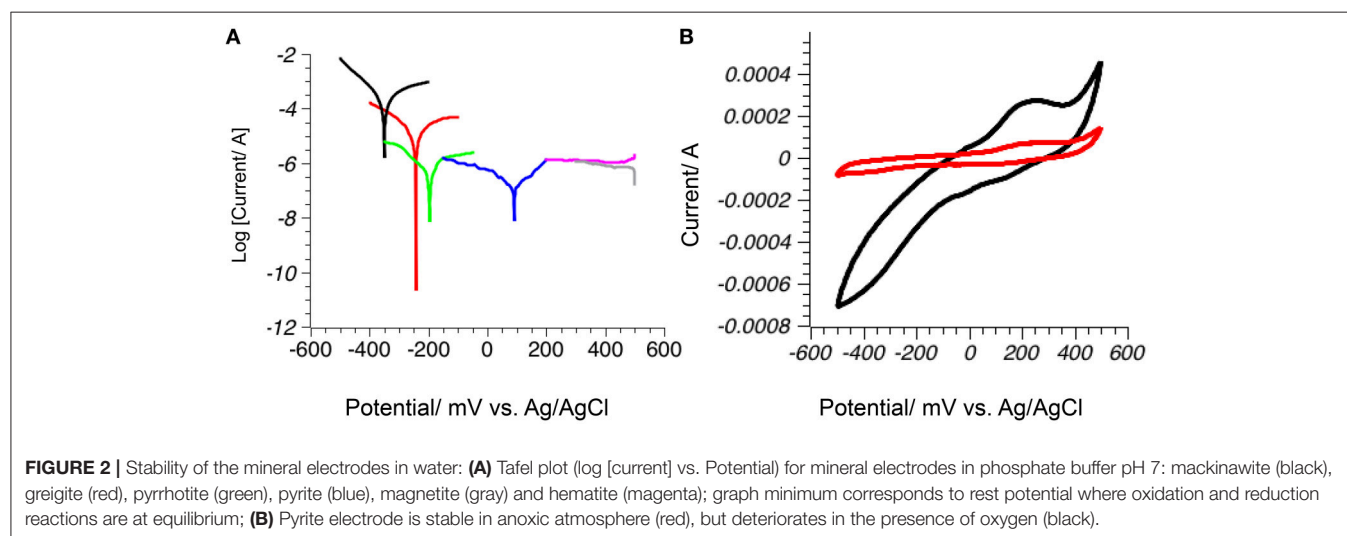 A
B
-2
-4
-6
-8
-10
-12
-600 -400 -200 0 200 400 600
Log [Current/ A]
Potential/ mV vs. Ag/AgCl
0.0004
0.0002
0
-0.0002
-0.0004
-0.0006
-0.0008
-600 -400 -200 0 200 400 600
Current/ A
Potential/ mV vs. Ag/AgCl
FIGURE 2 | Stability of the mineral electrodes in water: (A) Tafel plot (log [current] vs. Potential) for mineral electrodes in phosphate buffer pH 7: mackinawite (black),
greigite (red), pyrrhotite (green), pyrite (blue), magnetite (gray) and hematite (magenta); graph minimum corresponds to rest potential where oxidation and reduction
reactions are at equilibrium; (B) Pyrite electrode is stable in anoxic atmosphere (red), but deteriorates in the presence of oxygen (black).